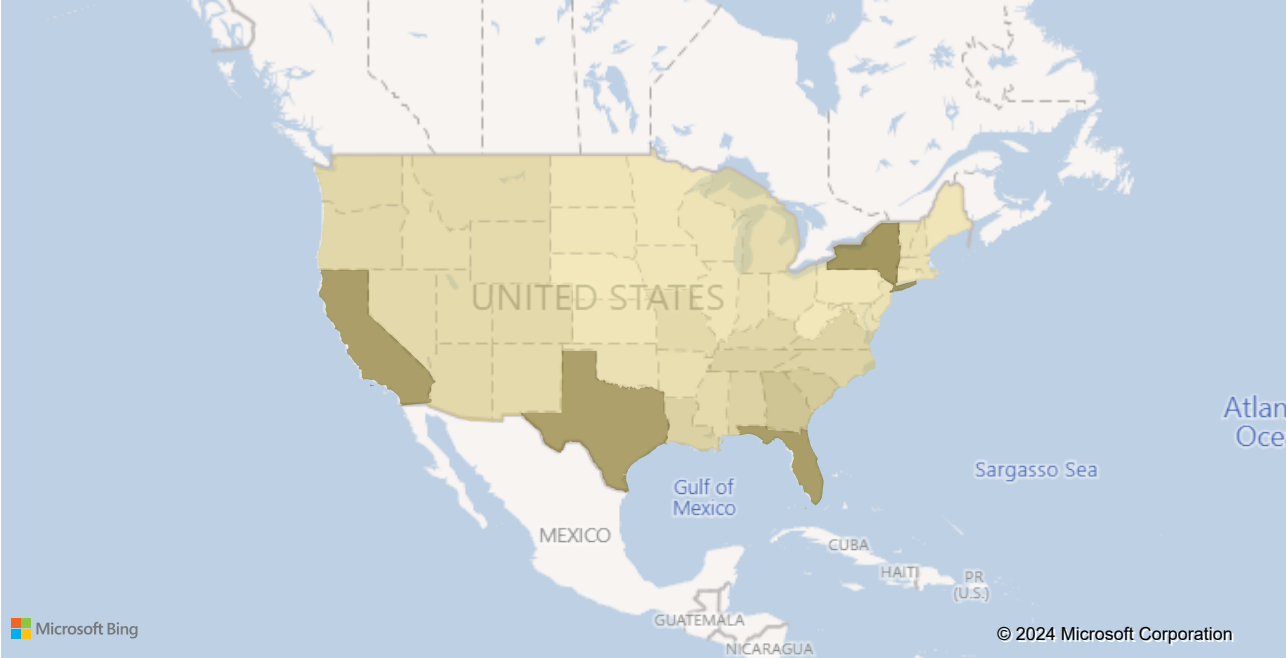 UNITED STATES
Atlan
Oce
Sargasso Sea
Gulf of
Mexico
MEXICO
CUBA
HAITI
PR
(U.S.)
GUATEMALA
NICARAGUA
Microsoft Bing
© 2024 Microsoft Corporation